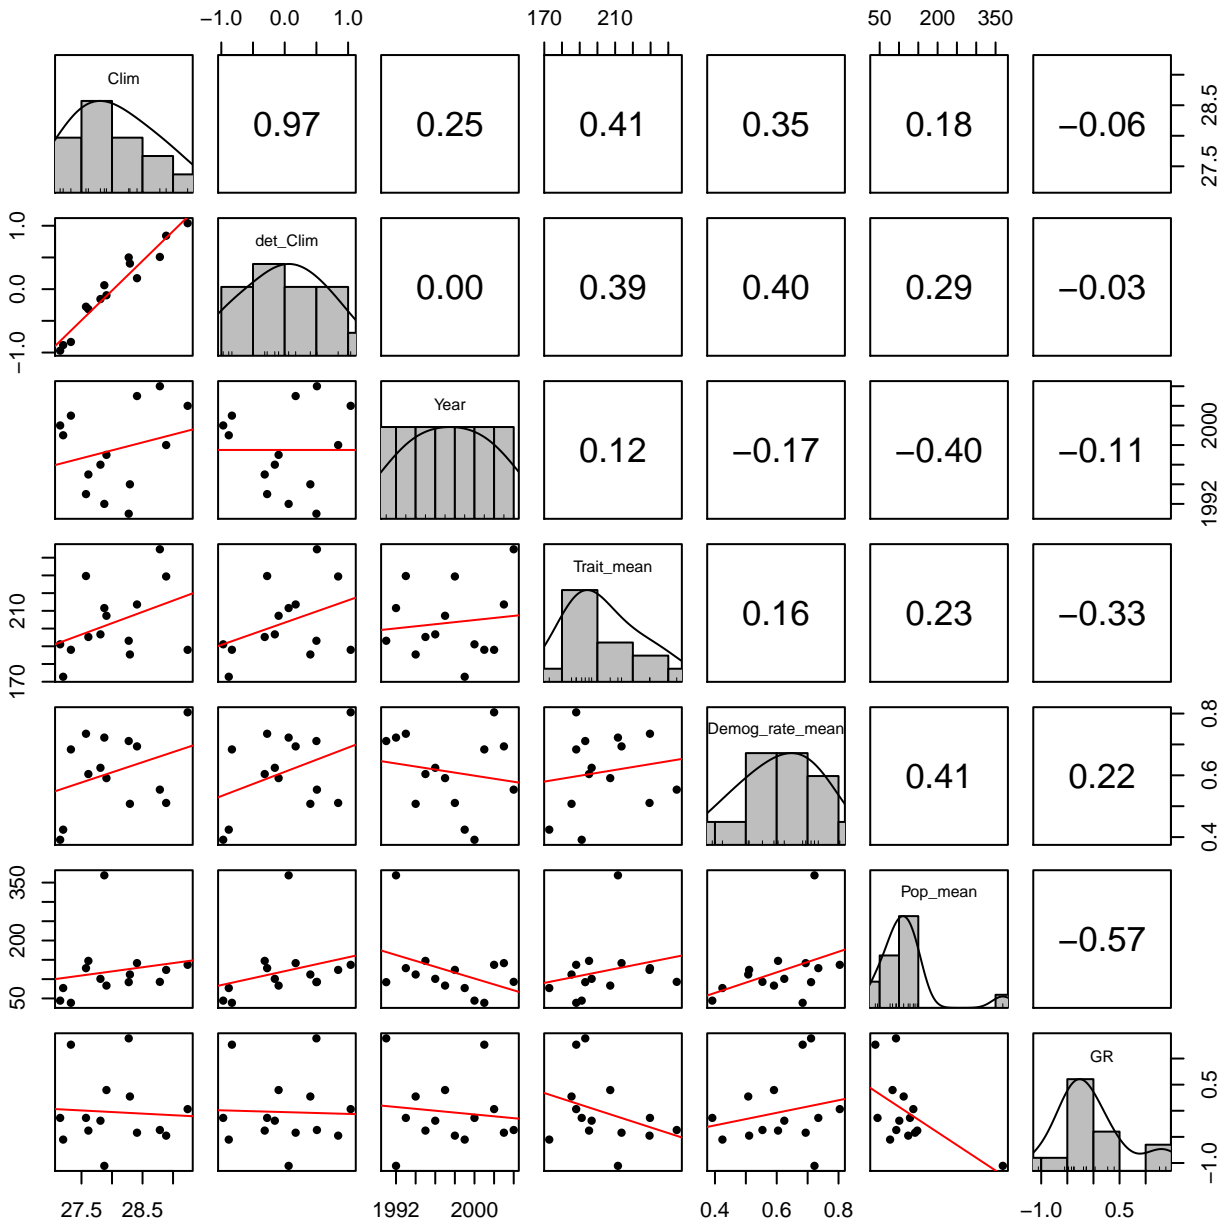 −1.0 0.0 1.0 170 210 50 200 350
Clim 0.97 0.25 0.41 0.35 0.18 −0.06 27.5 28.5
−1.0 0.0 1.0 det_Clim 0.00 0.39 0.40 0.29 −0.03
Year 0.12 −0.17 −0.40 −0.11 1992 2000
170 210 Trait_mean 0.16 0.23 −0.33
Demog_rate_mean 0.41 0.22 0.4 0.6 0.8
50 200 350 Pop_mean −0.57
GR −1.0 0.5
27.5 28.5 1992 2000 0.4 0.6 0.8 −1.0 0.5